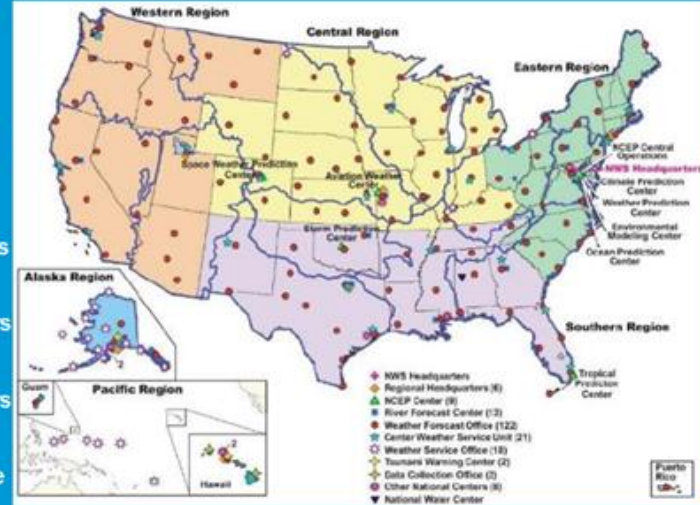 Western Region
Central Region
Eastern Region
NCEP Central
Operations
NWS Headquarters
Climate Prediction
Center
Weather Prediction
Center
Environmental
Modeling Center
Ocean Prediction
Center
Space Weather Prediction
Center
Aviation Weather
Center
Storm Prediction
Center
Alaska Region
2
Southern Region
Tropical
Prediction
Center
Guam
Pacific Region
2
Hawaii
NWS Headquarters
Regional Headquarters (6)
NCEP Center (9)
River Forecast Center (13)
Weather Forecast Office (122)
Center Weather Service Unit (21)
Weather Service Office (18)
Tsunami Warning Center (2)
Data Collection Office (2)
Other National Centers (6)
National Water Center
Puerto
Rico